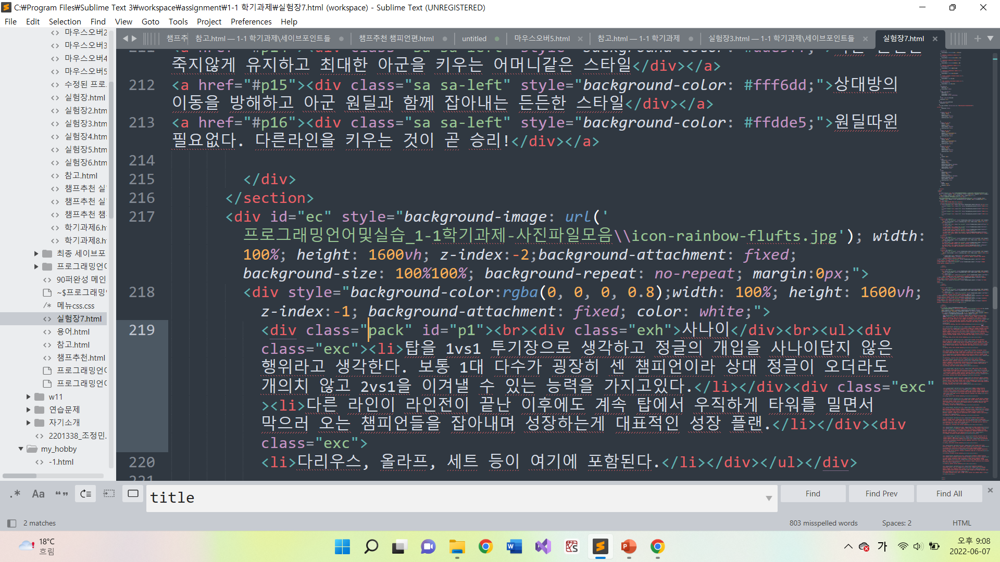 C:₩Program Files₩Sublime Text 3₩workspace₩assignment₩1-1 학기과제₩실험장7.html (workspace) - Sublime Text (UNREGISTERED)
File Edit Selection Find View Goto Tools Project Preferences Help
챔프추 참고.html — 1-1 학기과제\세이브포인트들 챔프추천 챔피언편.html untitled 마우스오버5.html 참고.html — 1-1 학기과제 실험장3.html — 1-1 학기과제\세이브포인트들 실험장7.html
마우스오버2
마우스오버3
마우스오버4
마우스오버5
수정된 프로.
실험장.html
실험장2.htm
실험장3.htm
실험장4.htm
실험장5.htm
실험장6.htm
참고.html
챔프추천 실
챔프추천 실
챔프추천 챔
학기과제6.h
학기과제8.h
최종 세이브포
프로그래밍언
90퍼완성 메인
~$프로그래밍
메뉴css.css
실험장7.html
용어.html
참고.html
챔프추천.html
프로그래밍언
프로그래밍언
w11
연습문제
자기소개
2201338_조정민.
my_hobby
-1.html
죽지않게 유지하고 최대한 아군을 키우는 어머니같은 스타일</div></a>
212 <a href="#p15"><div class="sa sa-left" style="background-color: #fff6dd;">상대방의
이동을 방해하고 아군 원딜과 함께 잡아내는 든든한 스타일</div></a>
213 <a href="#p16"><div class="sa sa-left" style="background-color: #ffdde5;">원딜따윈
필요없다. 다른라인을 키우는 것이 곧 승리!</div></a>
214
215 </div>
216 </section>
217 <div id="ec" style="background-image: url('
프로그래밍언어및실습_1-1학기과제-사진파일모음\\icon-rainbow-flufts.jpg'); width:
100%; height: 1600vh; z-index:-2;background-attachment: fixed;
background-size: 100%100%; background-repeat: no-repeat; margin:0px;">
218 <div style="background-color:rgba(0, 0, 0, 0.8);width: 100%; height: 1600vh;
z-index:-1; background-attachment: fixed; color: white;">
219 <div class="pack" id="p1"><br><div class="exh">사나이</div><br><ul><div
class="exc"><li>탑을 1vs1 투기장으로 생각하고 정글의 개입을 사나이답지 않은
행위라고 생각한다. 보통 1대 다수가 굉장히 센 챔피언이라 상대 정글이 오더라도
개의치 않고 2vs1을 이겨낼 수 있는 능력을 가지고있다.</li></div><div class="exc"
><li>다른 라인이 라인전이 끝난 이후에도 계속 탑에서 우직하게 타워를 밀면서
막으러 오는 챔피언들을 잡아내며 성장하는게 대표적인 성장 플랜.</li></div><div
class="exc">
220 <li>다리우스, 올라프, 세트 등이 여기에 포함된다.</li></div></ul></div>
221
.* Aa “” title Find Find Prev Find All
2 matches 803 misspelled words Spaces: 2 HTML
18°C
흐림
가
오후 9:08
2022-06-07